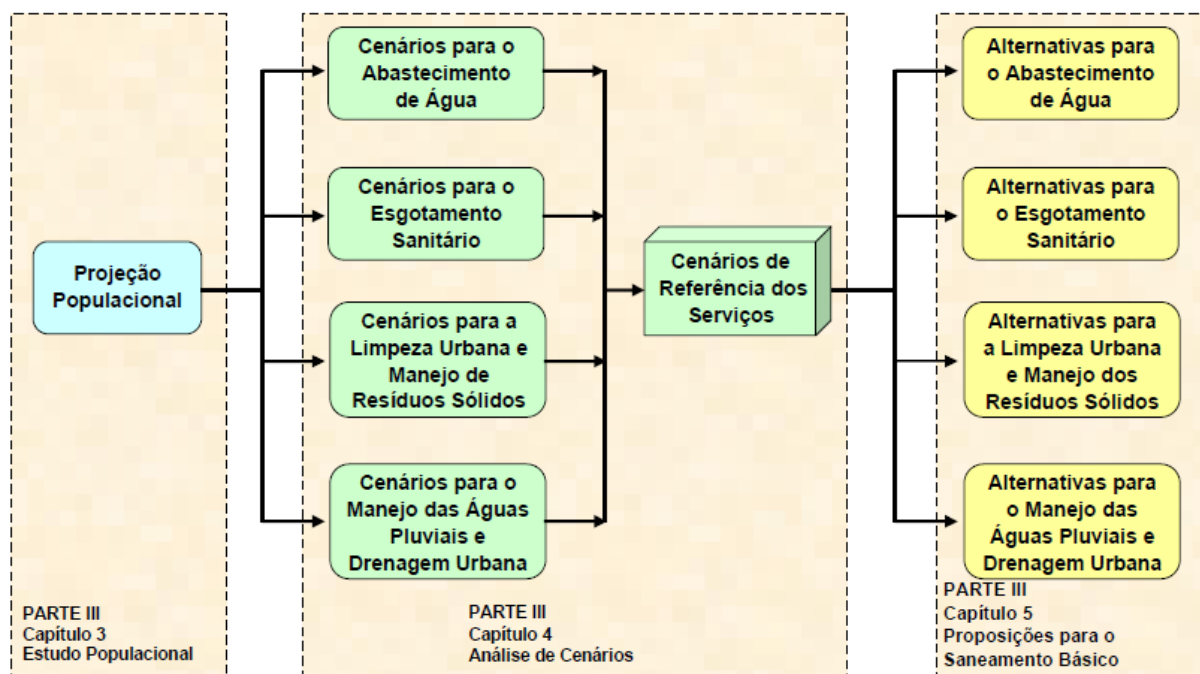 Projeção
Populacional
PARTE III
Capítulo 3
Estudo Populacional
Cenários para o
Abastecimento
de Água
Cenários para o
Esgotamento
Sanitário
Cenários para a
Limpeza Urbana e
Manejo de
Resíduos Sólidos
Cenários para o
Manejo das Águas
Pluviais e
Drenagem Urbana
Cenários de
Referência dos
Serviços
PARTE III
Capítulo 4
Análise de Cenários
Alternativas para
o Abastecimento
de Água
Alternativas para
o Esgotamento
Sanitário
Alternativas para
a Limpeza Urbana
e Manejo dos
Resíduos Sólidos
Alternativas para
o Manejo das
Águas Pluviais e
Drenagem Urbana
PARTE III
Capítulo 5
Proposições para o
Saneamento Básico